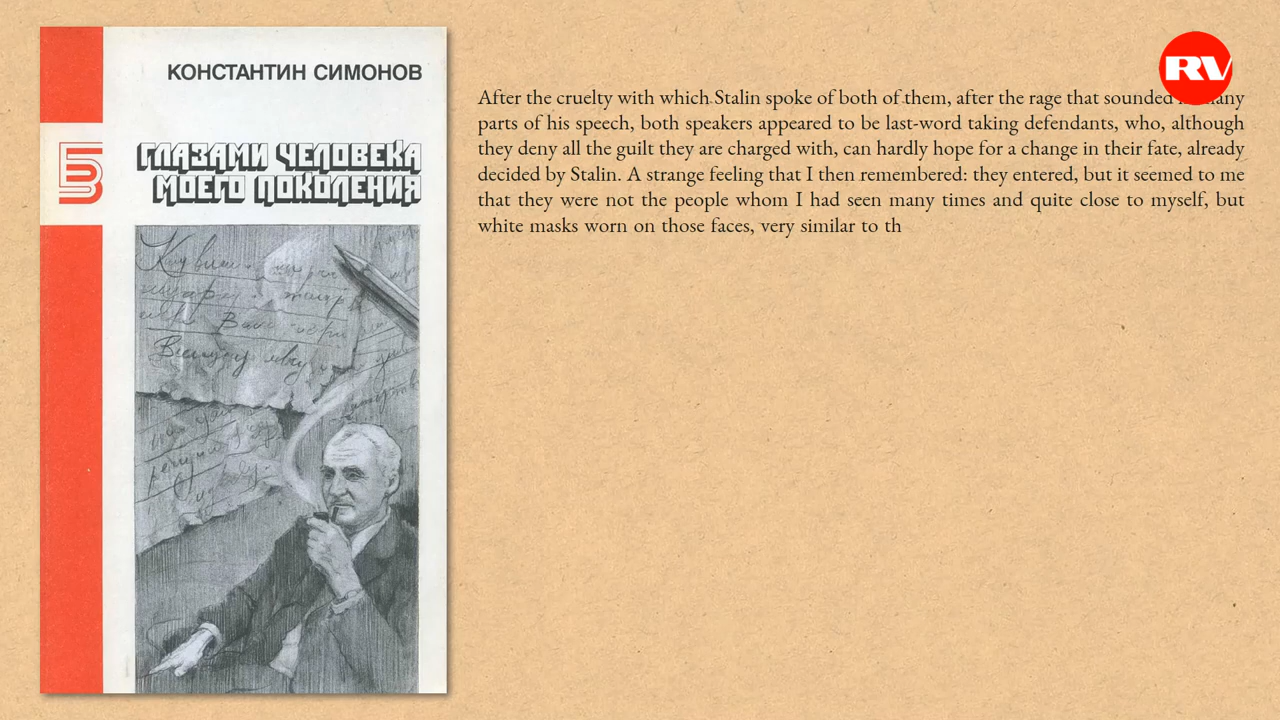 КОНСТАНТИН СИМОНОВ
ГЛАЗАМИ ЧЕЛОВЕКА
МОЕГО ПОКОЛЕНИЯ
RV
After the cruelty with which Stalin spoke of both of them, after the rage that sounded
parts of his speech, both speakers appeared to be last-word taking defendants, who, although
they deny all the guilt they are charged with, can hardly hope for a change in their fate, already
decided by Stalin. A strange feeling that I then remembered: they entered, but it seemed to me
that they were not the people whom I had seen many times and quite close to myself, but
white masks worn on those faces, very similar to th